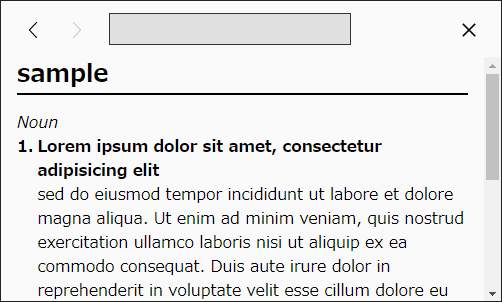 sample
Noun
1. Lorem ipsum dolor sit amet, consectetur
adipisicing elit
sed do eiusmod tempor incididunt ut labore et dolore
magna aliqua. Ut enim ad minim veniam, quis nostrud
exercitation ullamco laboris nisi ut aliquip ex ea
commodo consequat. Duis aute irure dolor in
reprehenderit in voluptate velit esse cillum dolore eu